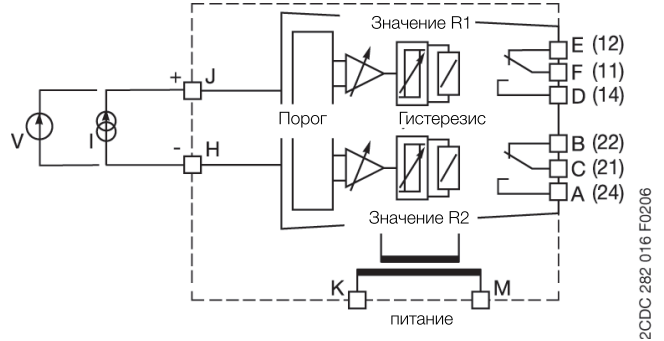 Значение R1
E (12)
+ J
F (11)
D (14)
Порог
Гистерезис
V
I
B (22)
- H
C (21)
A (24)
Значение R2
K
M
питание
2CDC 282 016 F0206